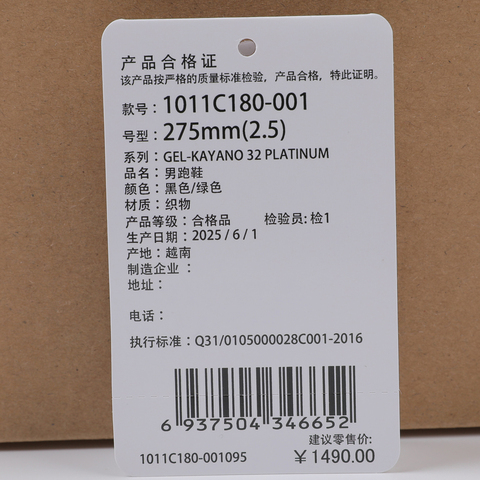 产品合格证
该产品按严格的质量标准检验，产品合格，特此证明。
款号：1011C180-001
号型：275mm(2.5)
系列：GEL-KAYANO 32 PLATINUM
品名：男跑鞋
颜色：黑色/绿色
材质：织物
产品等级：合格品 检验员: 检1
生产日期：2025 / 6 / 1
产地：越南
制造企业：
地址：
电话：
执行标准：Q31/0105000028C001-2016
6 937504 346652
建议零售价:
1011C180-001095 ￥1490.00